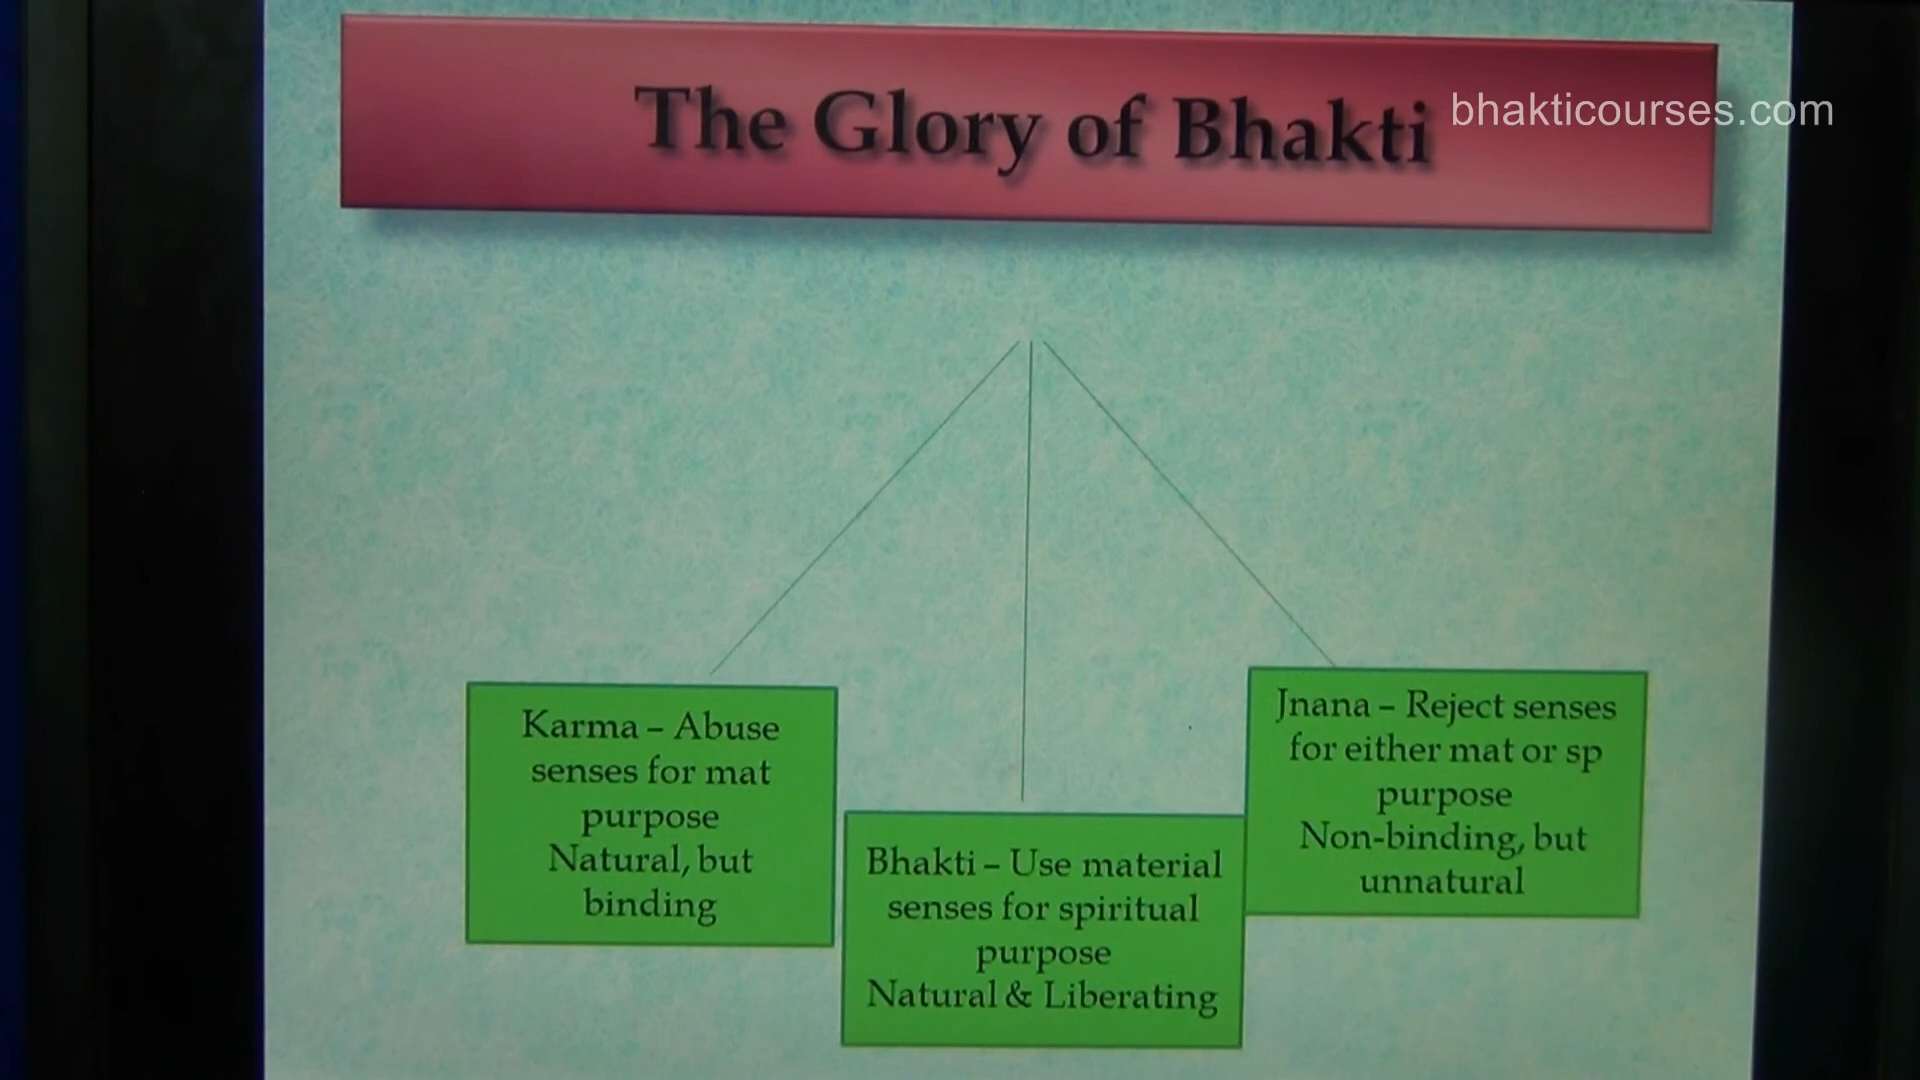 The Glory of Bhakti
bhakticourses.com
Karma – Abuse
senses for mat
purpose
Natural, but
binding
Bhakti – Use material
senses for spiritual
purpose
Natural & Liberating
Jnana – Reject senses
for either mat or sp
purpose
Non-binding, but
unnatural